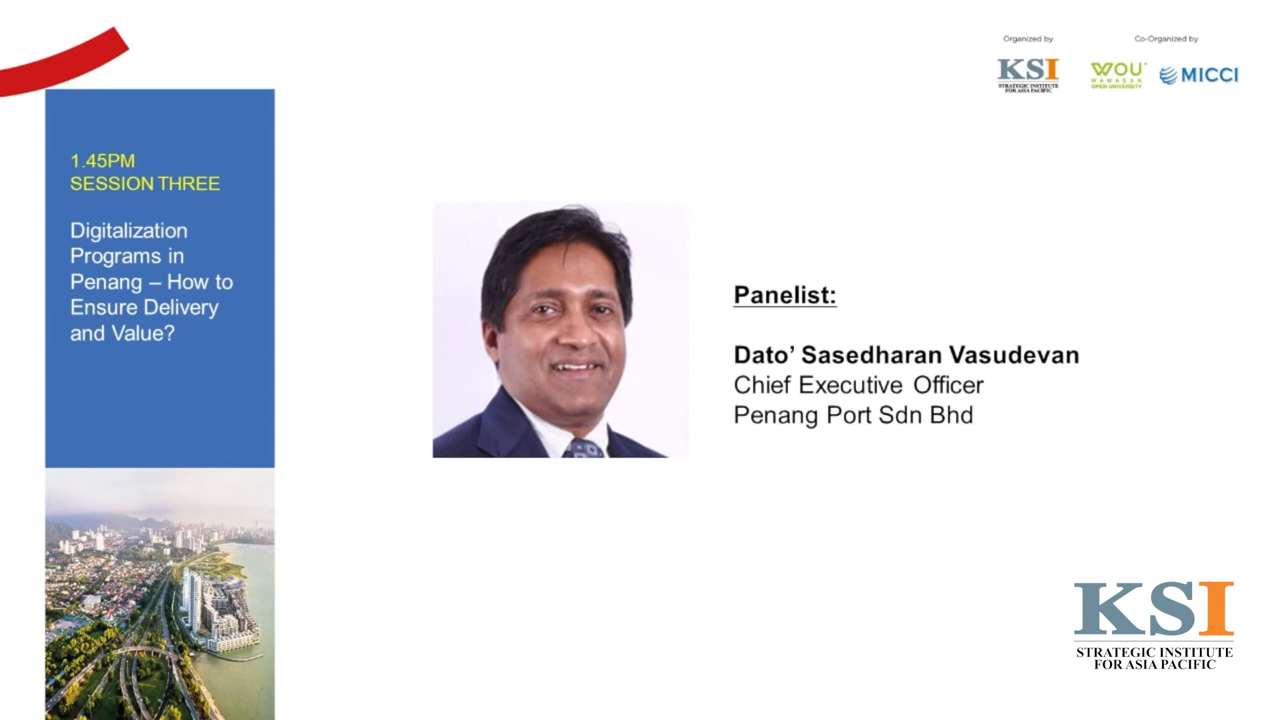 Organized by
Co-Organized by
KSI
STRATEGIC INSTITUTE
FOR ASIA PACIFIC
WOU
WAWASAN
OPEN UNIVERSITY
MICCI
1.45PM
SESSION THREE
Digitalization
Programs in
Penang – How to
Ensure Delivery
and Value?
Panelist:
Dato’ Sasedharan Vasudevan
Chief Executive Officer
Penang Port Sdn Bhd
KSI
STRATEGIC INSTITUTE
FOR ASIA PACIFIC